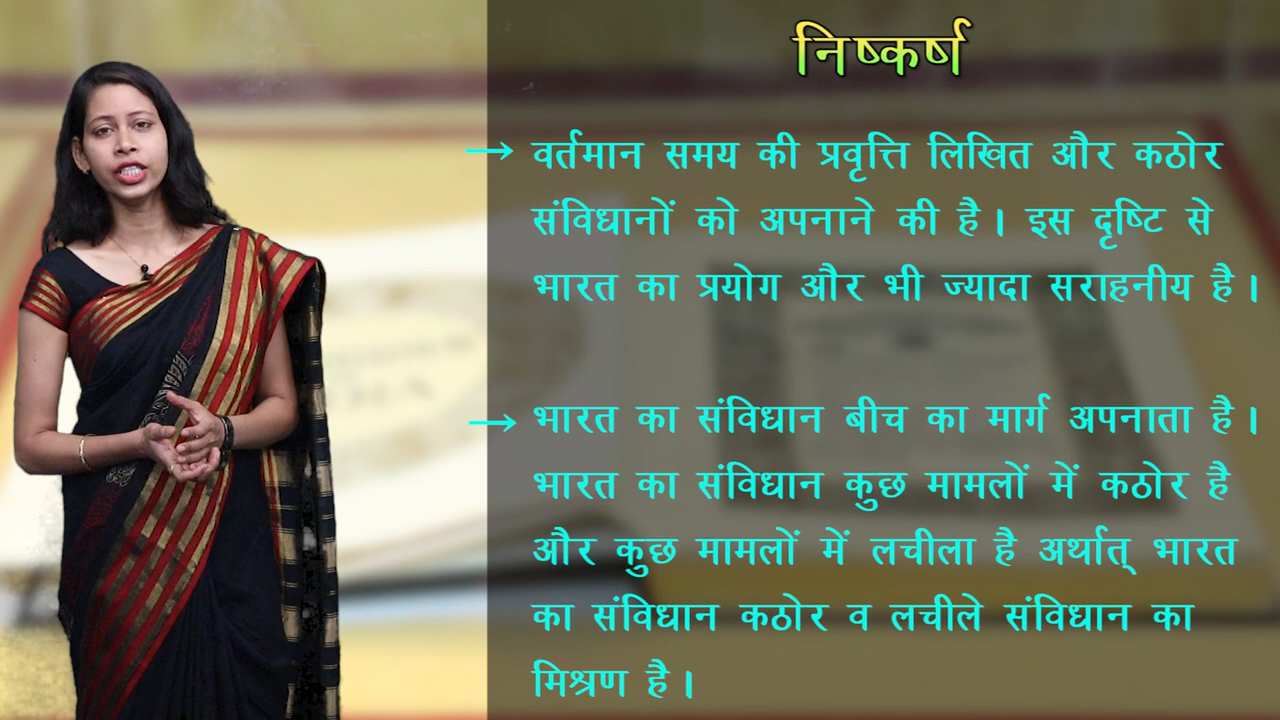 निष्कर्ष
→ वर्तमान समय की प्रवृत्ति लिखित और कठोर
संविधानों को अपनाने की है। इस दृष्टि से
भारत का प्रयोग और भी ज्यादा सराहनीय है।
→ भारत का संविधान बीच का मार्ग अपनाता है।
भारत का संविधान कुछ मामलों में कठोर है
और कुछ मामलों में लचीला है अर्थात् भारत
का संविधान कठोर व लचीले संविधान का
मिश्रण है।